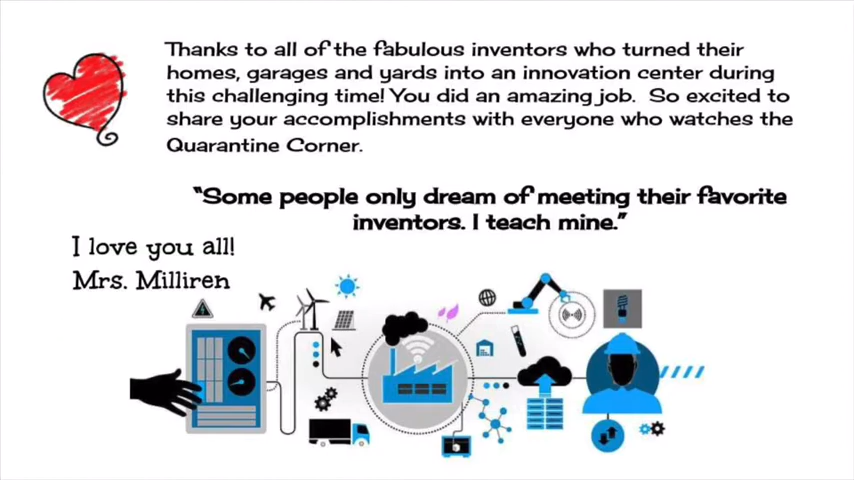 Thanks to all of the fabulous inventors who turned their
homes, garages and yards into an innovation center during
this challenging time! You did an amazing job. So excited to
share your accomplishments with everyone who watches the
Quarantine Corner.
"Some people only dream of meeting their favorite
inventors. I teach mine."
I love you all!
Mrs. Milliren